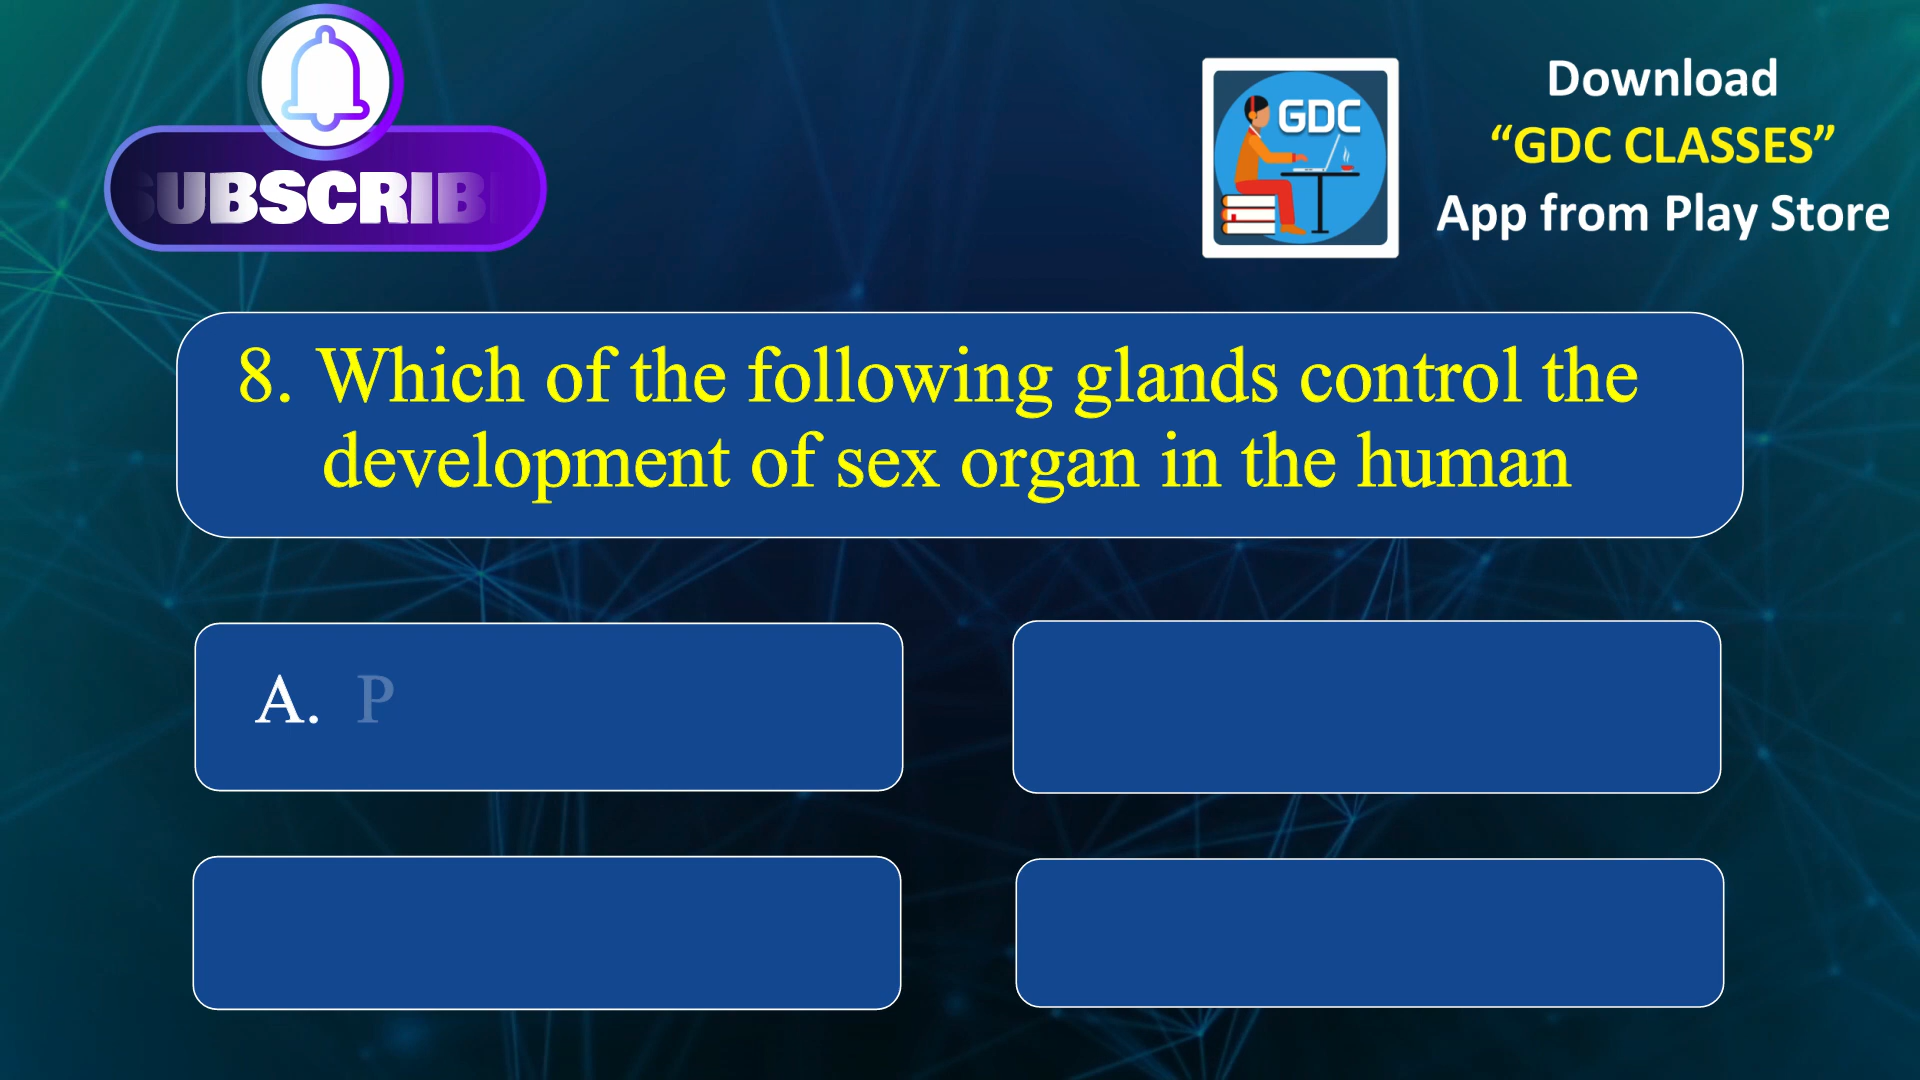 SUBSCRIB
GDC
Download
“GDC CLASSES”
App from Play Store
8. Which of the following glands control the
development of sex organ in the human
A. P